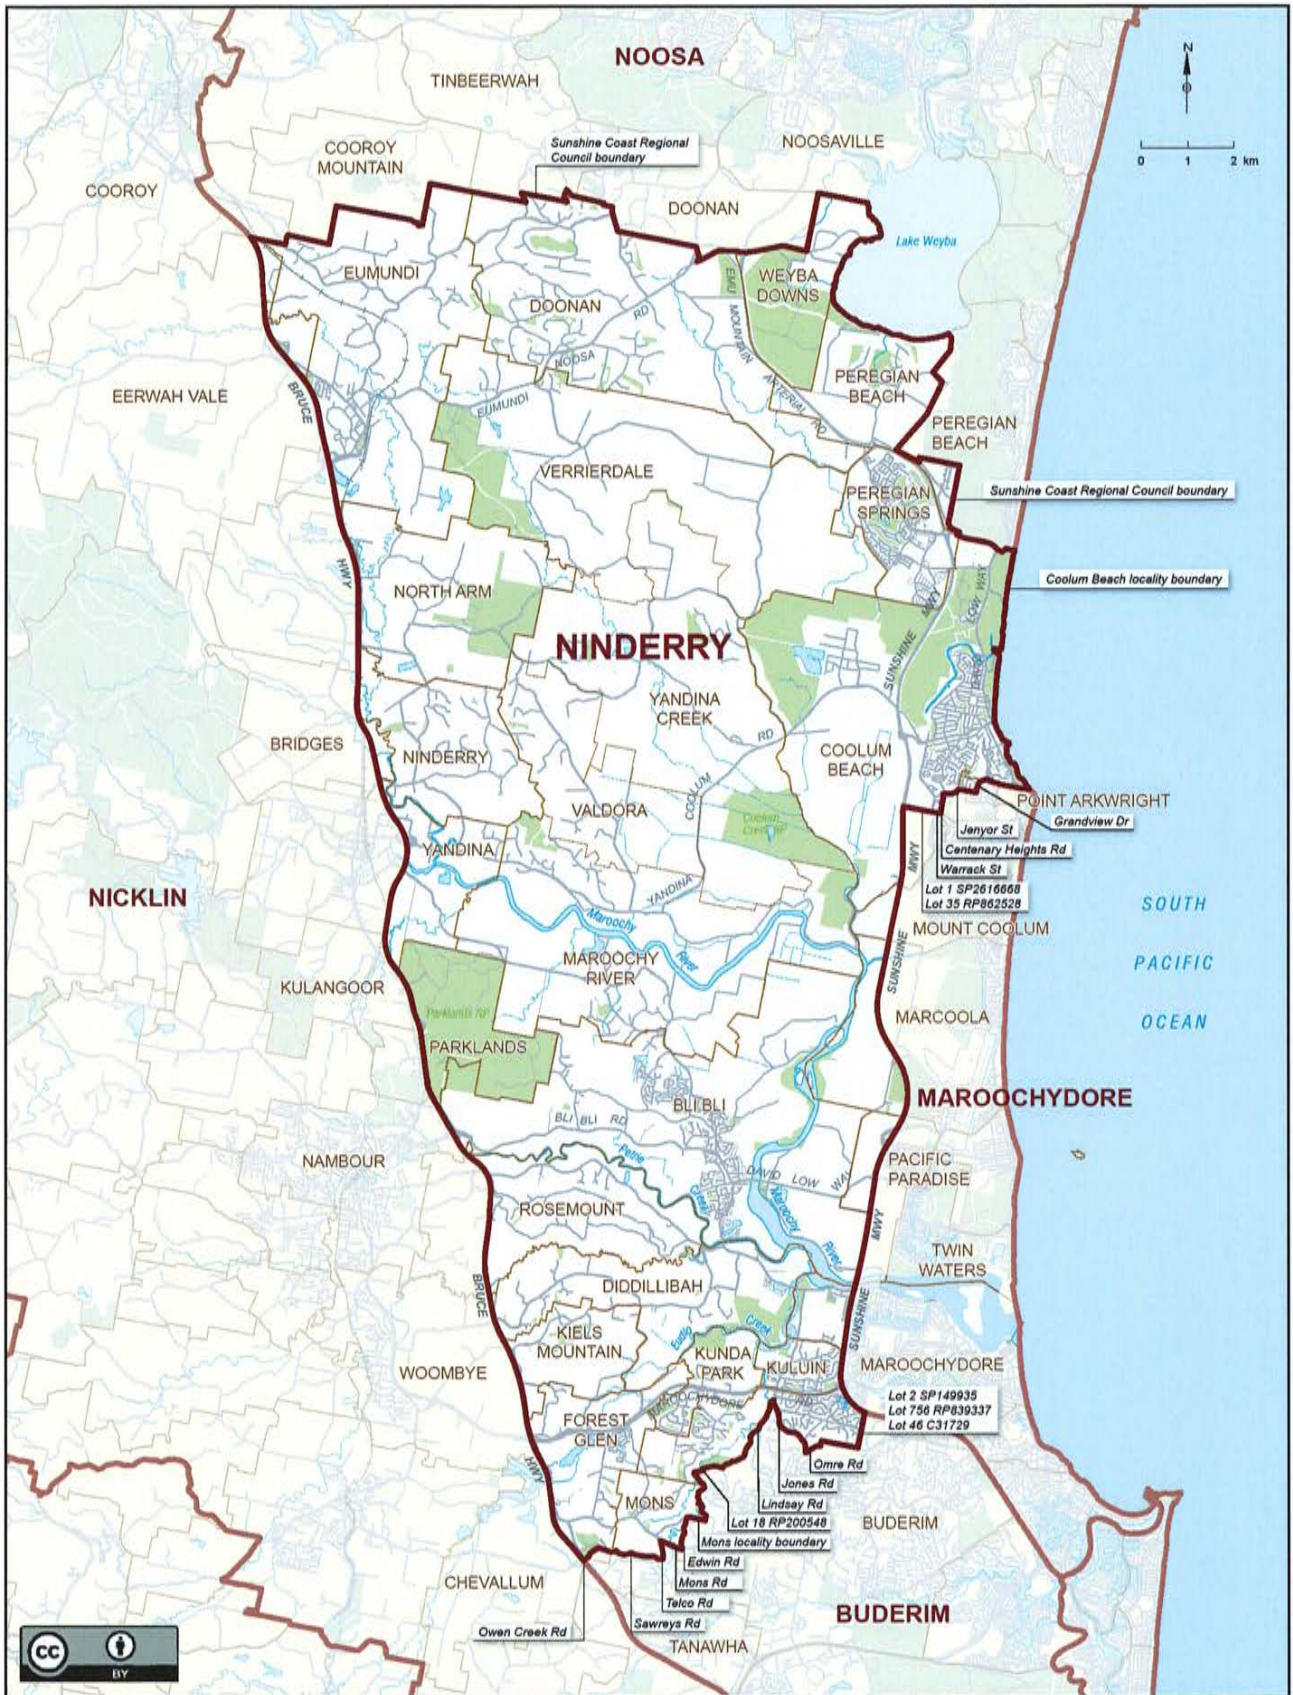 NOOSA
TINBEERWAH
N
COOROY
MOUNTAIN
Sunshine Coast Regional
Council boundary
NOOSAVILLE
0 1 2 km
COOROY
DOONAN
Lake Weyba
EUMUNDI
WEYBA
DOWNS
DOONAN
RD
EMU
MOUNTAIN
NOOSA
EERWAH VALE
BRUCE
PEREGIAN
BEACH
ARTERIAL
RD
EUMUNDI
PEREGIAN
BEACH
VERRIERDALE
PEREGIAN
SPRINGS
Sunshine Coast Regional Council boundary
HWY
NORTH ARM
LOW WAY
Coolum Beach locality boundary
MWY
NINDERRY
SUNSHINE
DAVID
YANDINA
CREEK
BRIDGES
NINDERRY
RD
COOLUM
BEACH
COOLUM
VALDORA
POINT ARKWRIGHT
Grandview Dr
Coolum
Creek
Jenyor St
YANDINA
MWY
Centenary Heights Rd
Warrack St
YANDINA
Lot 1 SP2616668
Lot 35 RP862528
NICKLIN
SOUTH
Maroochy
River
MOUNT COOLUM
MAROOCHY
RIVER
SUNSHINE
PACIFIC
KULANGOOR
Parklands
MARCOOLA
OCEAN
PARKLANDS
MAROOCHYDORE
BLI BLI
BLI BLI RD
NAMBOUR
Petrie
Creek
DAVID LOW WAY
PACIFIC
PARADISE
ROSEMOUNT
Maroochy
River
MWY
TWIN
WATERS
DIDDILLIBAH
BRUCE
SUNSHINE
Eudlo
Creek
KIELS
MOUNTAIN
KUNDA
PARK
KULUIN
MAROOCHYDORE
WOOMBYE
MAROOCHYDORE
RD
Lot 2 SP149935
Lot 756 RP839337
Lot 46 C31729
FOREST
GLEN
HWY
Omre Rd
Jones Rd
MONS
Lindsay Rd
Lot 18 RP200548
BUDERIM
Mons locality boundary
Edwin Rd
CHEVALLUM
Mons Rd
Telco Rd
BUDERIM
Sawreys Rd
Owen Creek Rd
TANAWHA
cc
BY